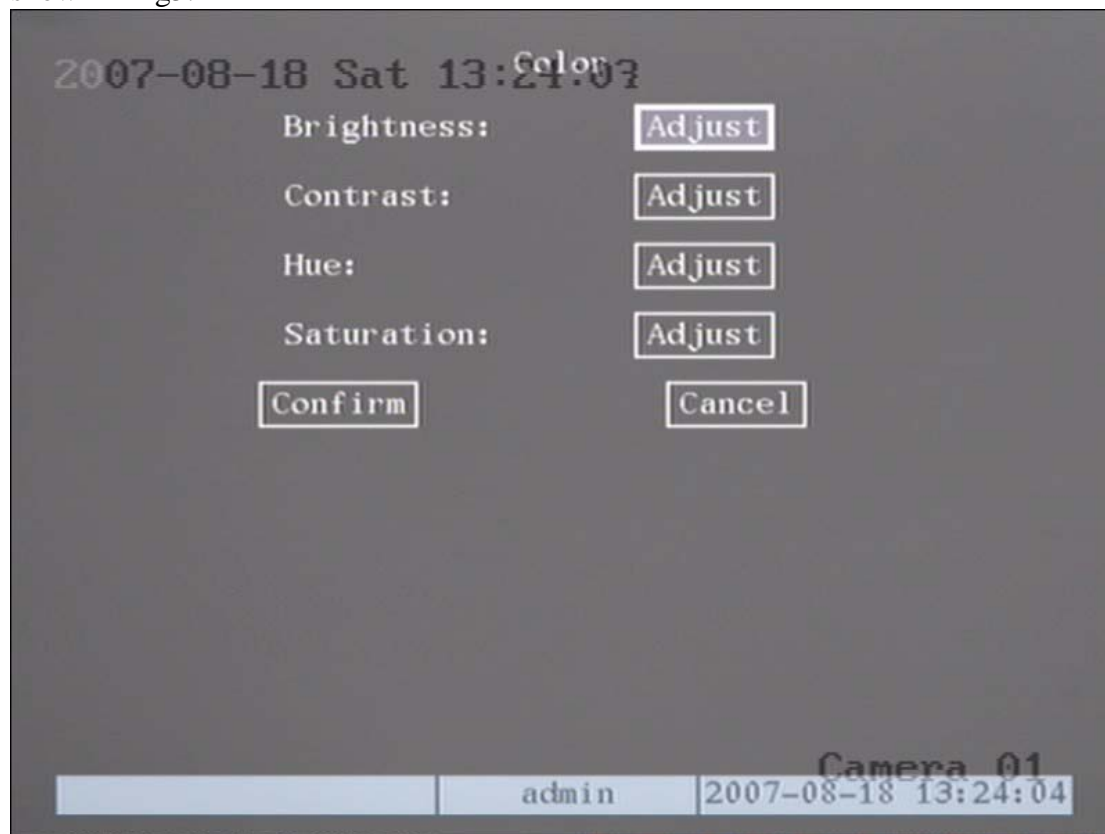 Color
2007-08-18 Sat 13:24:03
Brightness: Adjust
Contrast: Adjust
Hue: Adjust
Saturation: Adjust
Confirm Cancel
Camera 01
admin 2007-08-18 13:24:04